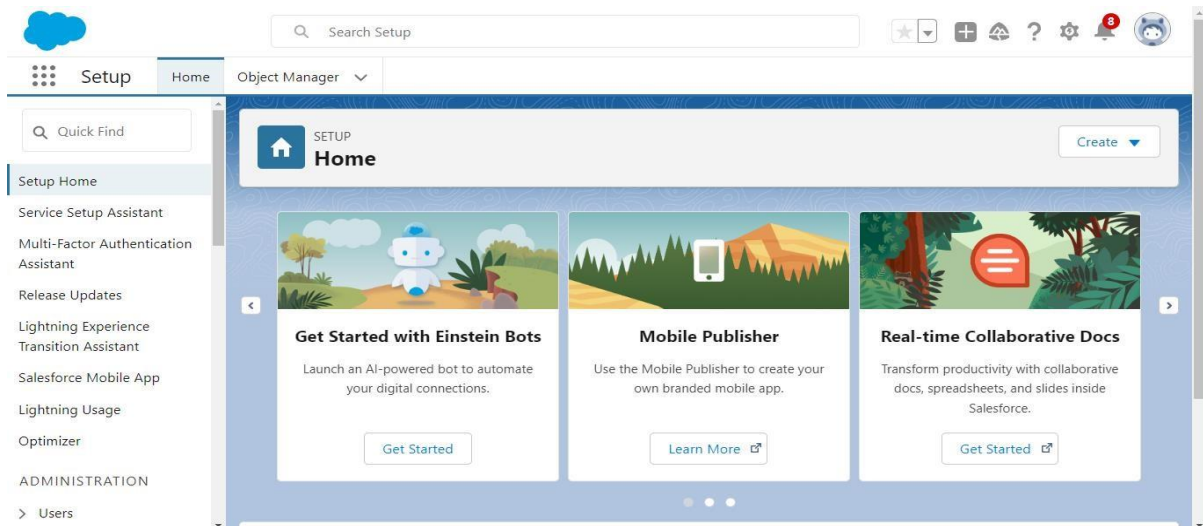 Search Setup
8
Setup
Home
Object Manager
Quick Find
Setup Home
Service Setup Assistant
Multi-Factor Authentication
Assistant
Release Updates
Lightning Experience
Transition Assistant
Salesforce Mobile App
Lightning Usage
Optimizer
ADMINISTRATION
Users
SETUP
Home
Create
Get Started with Einstein Bots
Launch an AI-powered bot to automate
your digital connections.
Get Started
Mobile Publisher
Use the Mobile Publisher to create your
own branded mobile app.
Learn More
Real-time Collaborative Docs
Transform productivity with collaborative
docs, spreadsheets, and slides inside
Salesforce.
Get Started